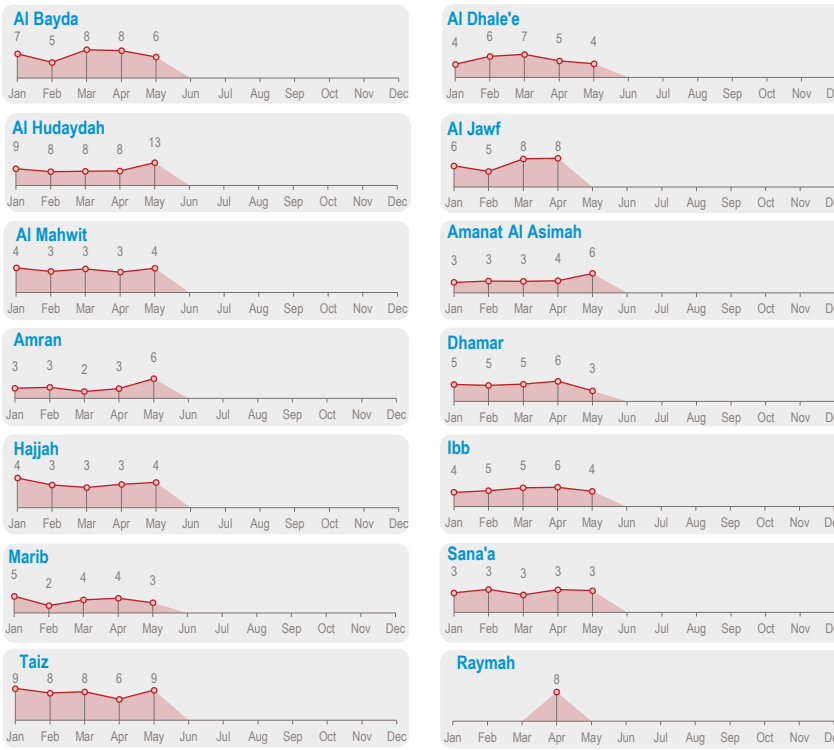 Al Bayda
7 5 8 8 6
Jan Feb Mar Apr May Jun Jul Aug Sep Oct Nov Dec
Al Dhale'e
4 6 7 5 4
Jan Feb Mar Apr May Jun Jul Aug Sep Oct Nov
Al Hudaydah
9 8 8 8 13
Jan Feb Mar Apr May Jun Jul Aug Sep Oct Nov Dec
Al Jawf
6 5 8 8
Jan Feb Mar Apr May Jun Jul Aug Sep Oct Nov
Al Mahwit
4 3 3 3 4
Jan Feb Mar Apr May Jun Jul Aug Sep Oct Nov Dec
Amanat Al Asimah
3 3 3 4 6
Jan Feb Mar Apr May Jun Jul Aug Sep Oct Nov
Amran
3 3 2 3 6
Jan Feb Mar Apr May Jun Jul Aug Sep Oct Nov Dec
Dhamar
5 5 5 6 3
Jan Feb Mar Apr May Jun Jul Aug Sep Oct Nov
Hajjah
4 3 3 3 4
Jan Feb Mar Apr May Jun Jul Aug Sep Oct Nov Dec
Ibb
4 5 5 6 4
Jan Feb Mar Apr May Jun Jul Aug Sep Oct Nov
Marib
5 2 4 4 3
Jan Feb Mar Apr May Jun Jul Aug Sep Oct Nov Dec
Sana'a
3 3 3 3 3
Jan Feb Mar Apr May Jun Jul Aug Sep Oct Nov
Taiz
9 8 8 6 9
Jan Feb Mar Apr May Jun Jul Aug Sep Oct Nov Dec
Raymah
8
Jan Feb Mar Apr May Jun Jul Aug Sep Oct Nov